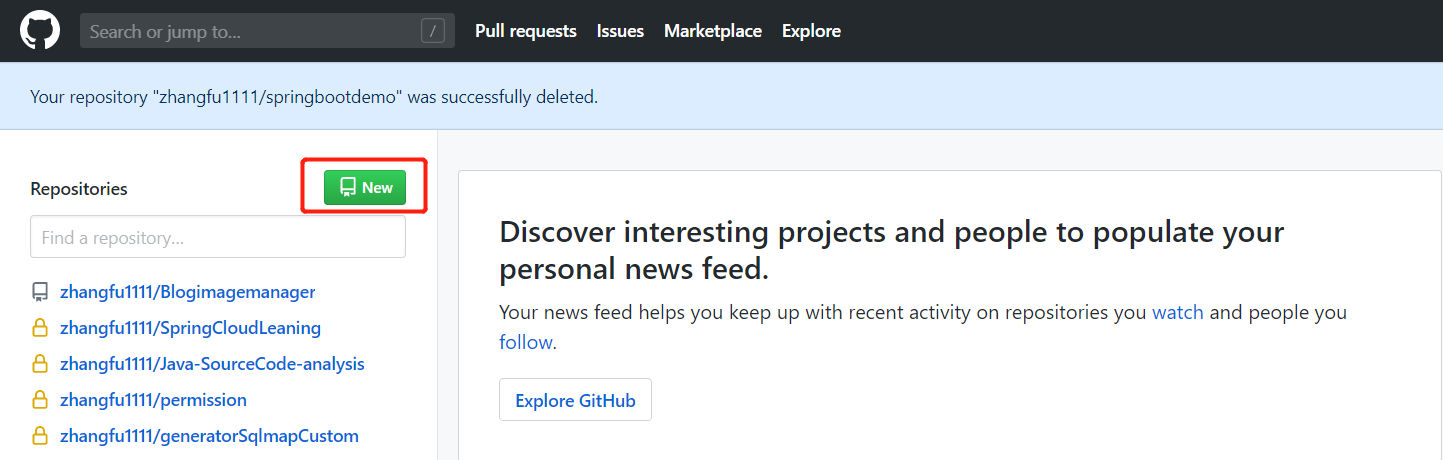 Search or jump to...
/
Pull requests
Issues
Marketplace
Explore
Your repository "zhangfu1111/springbootdemo" was successfully deleted.
Repositories
New
Find a repository...
zhangfu1111/Blogimagemanager
zhangfu1111/SpringCloudLeaning
zhangfu1111/Java-SourceCode-analysis
zhangfu1111/permission
zhangfu1111/generatorSqlmapCustom
Discover interesting projects and people to populate your
personal news feed.
Your news feed helps you keep up with recent activity on repositories you watch and people you
follow.
Explore GitHub